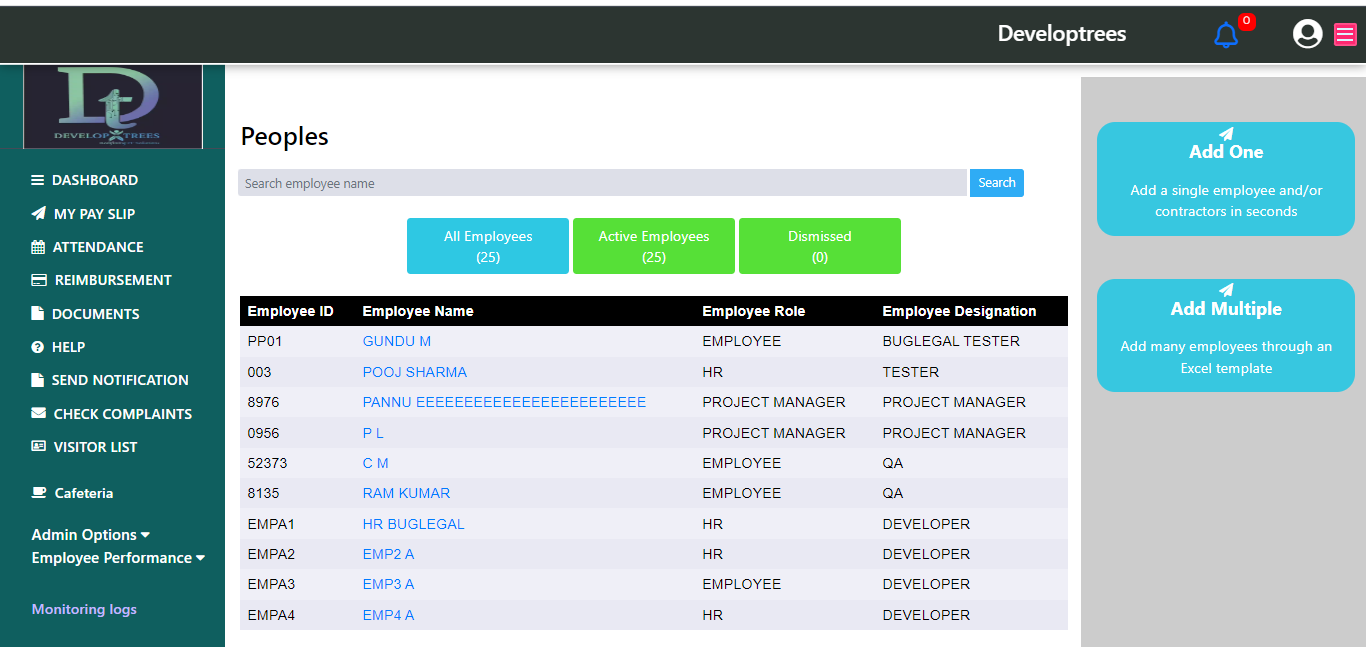 Developtrees
0
Dt
DEVELOPTREES
DASHBOARD
MY PAY SLIP
ATTENDANCE
REIMBURSEMENT
DOCUMENTS
HELP
SEND NOTIFICATION
CHECK COMPLAINTS
VISITOR LIST
Cafeteria
Admin Options
Employee Performance
Monitoring logs
Peoples
Search employee name
Search
All Employees
(25)
Active Employees
(25)
Dismissed
(0)
Employee ID Employee Name Employee Role Employee Designation
PP01 GUNDU M EMPLOYEE BUGLEGAL TESTER
003 POOJ SHARMA HR TESTER
8976 PANNU EEEEEEEEEEEEEEEEEEEEEEEE PROJECT MANAGER PROJECT MANAGER
0956 P L PROJECT MANAGER PROJECT MANAGER
52373 C M EMPLOYEE QA
8135 RAM KUMAR EMPLOYEE QA
EMPA1 HR BUGLEGAL HR DEVELOPER
EMPA2 EMP2 A HR DEVELOPER
EMPA3 EMP3 A EMPLOYEE DEVELOPER
EMPA4 EMP4 A HR DEVELOPER
Add One
Add a single employee and/or
contractors in seconds
Add Multiple
Add many employees through an
Excel template